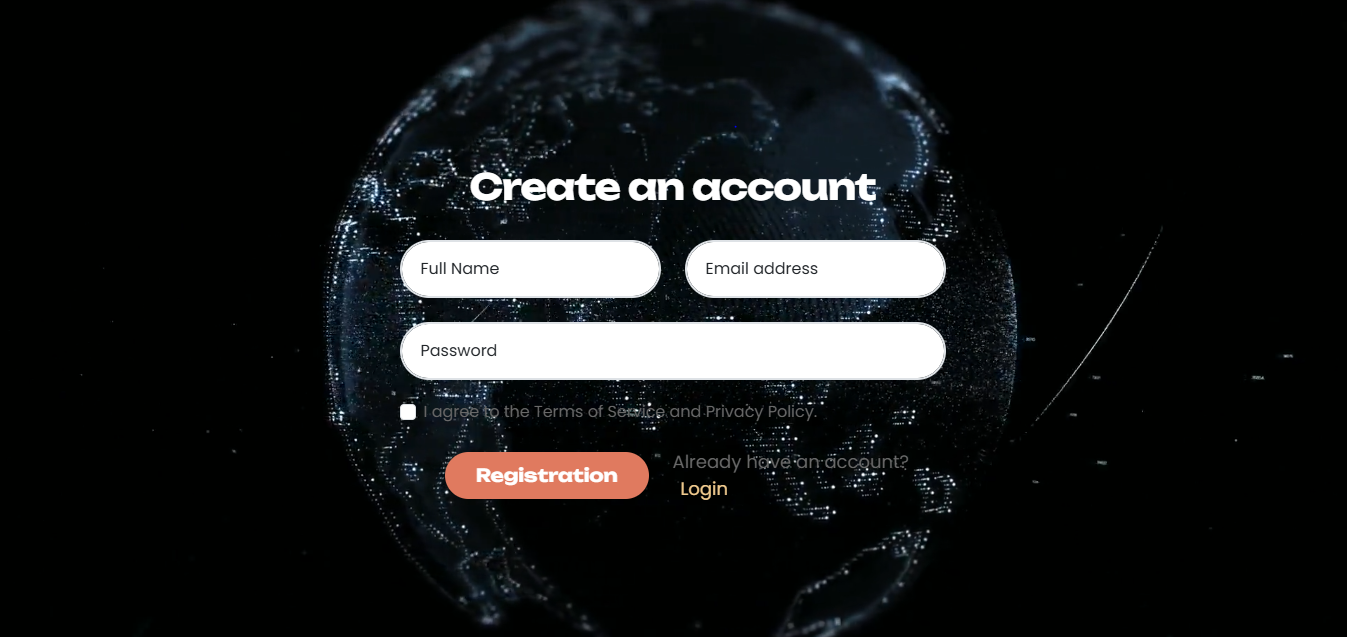 Create an account
Full Name
Email address
Password
I agree to the Terms of Service and Privacy Policy.
Registration
Already have an account?
Login